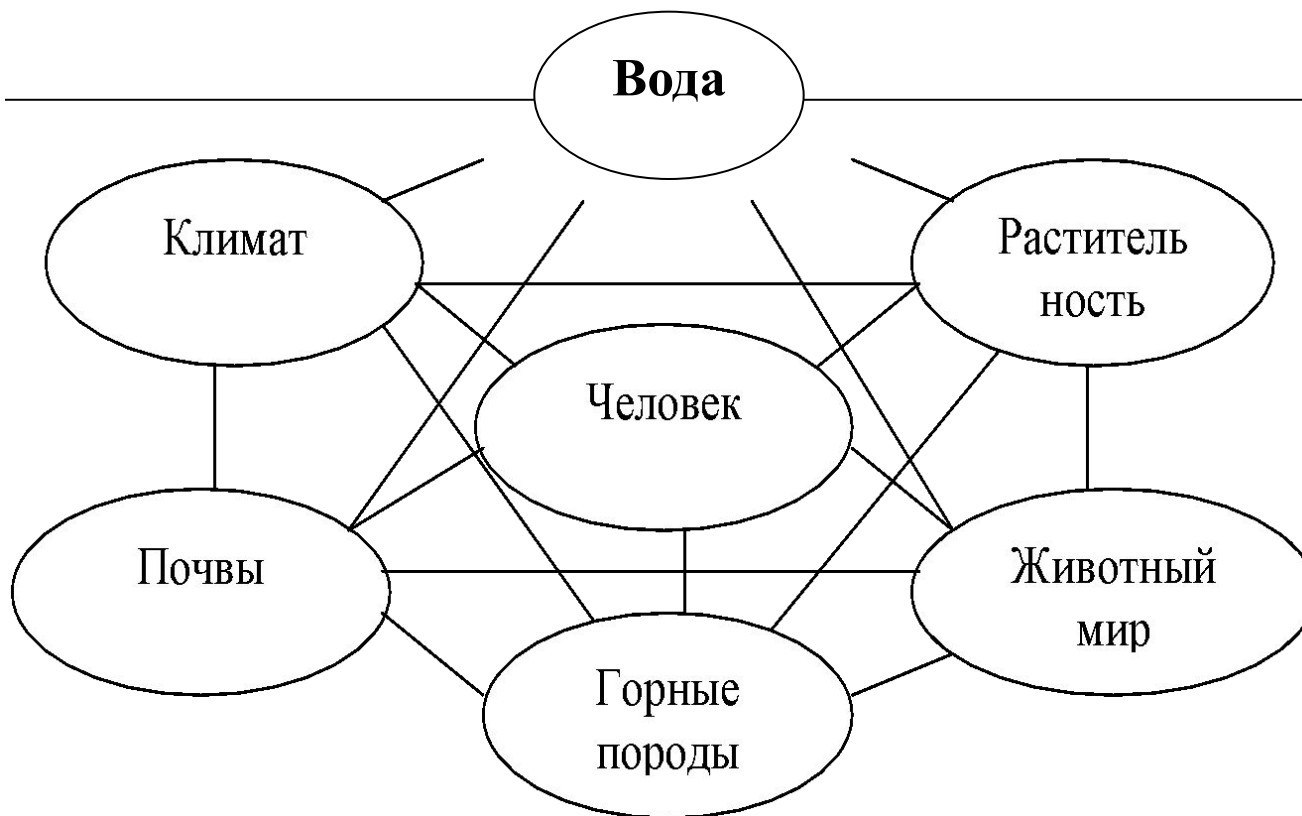 Вода
Климат
Раститель
ность
Человек
Почвы
Животный
мир
Горные
породы